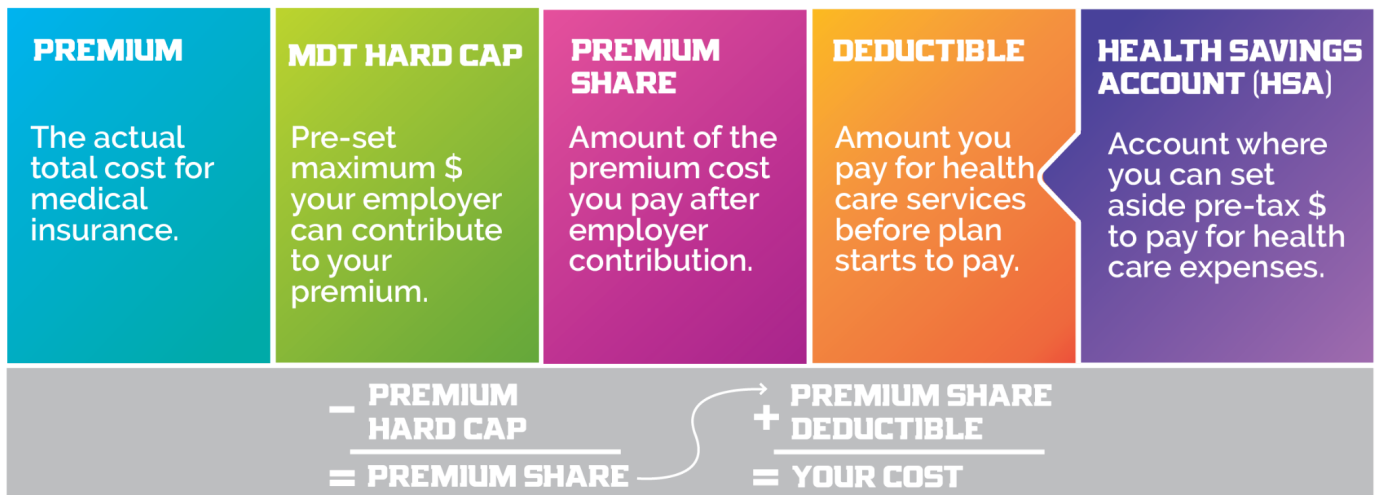 PREMIUM
The actual
total cost for
medical
insurance.
MDT HARD CAP
Pre-set
maximum $
your employer
can contribute
to your
premium.
PREMIUM
SHARE
Amount of the
premium cost
you pay after
employer
contribution.
DEDUCTIBLE
Amount you
pay for health
care services
before plan
starts to pay.
HEALTH SAVINGS
ACCOUNT (HSA)
Account where
you can set
aside pre-tax $
to pay for health
care expenses.
PREMIUM
− HARD CAP
= PREMIUM SHARE
PREMIUM SHARE
+ DEDUCTIBLE
= YOUR COST